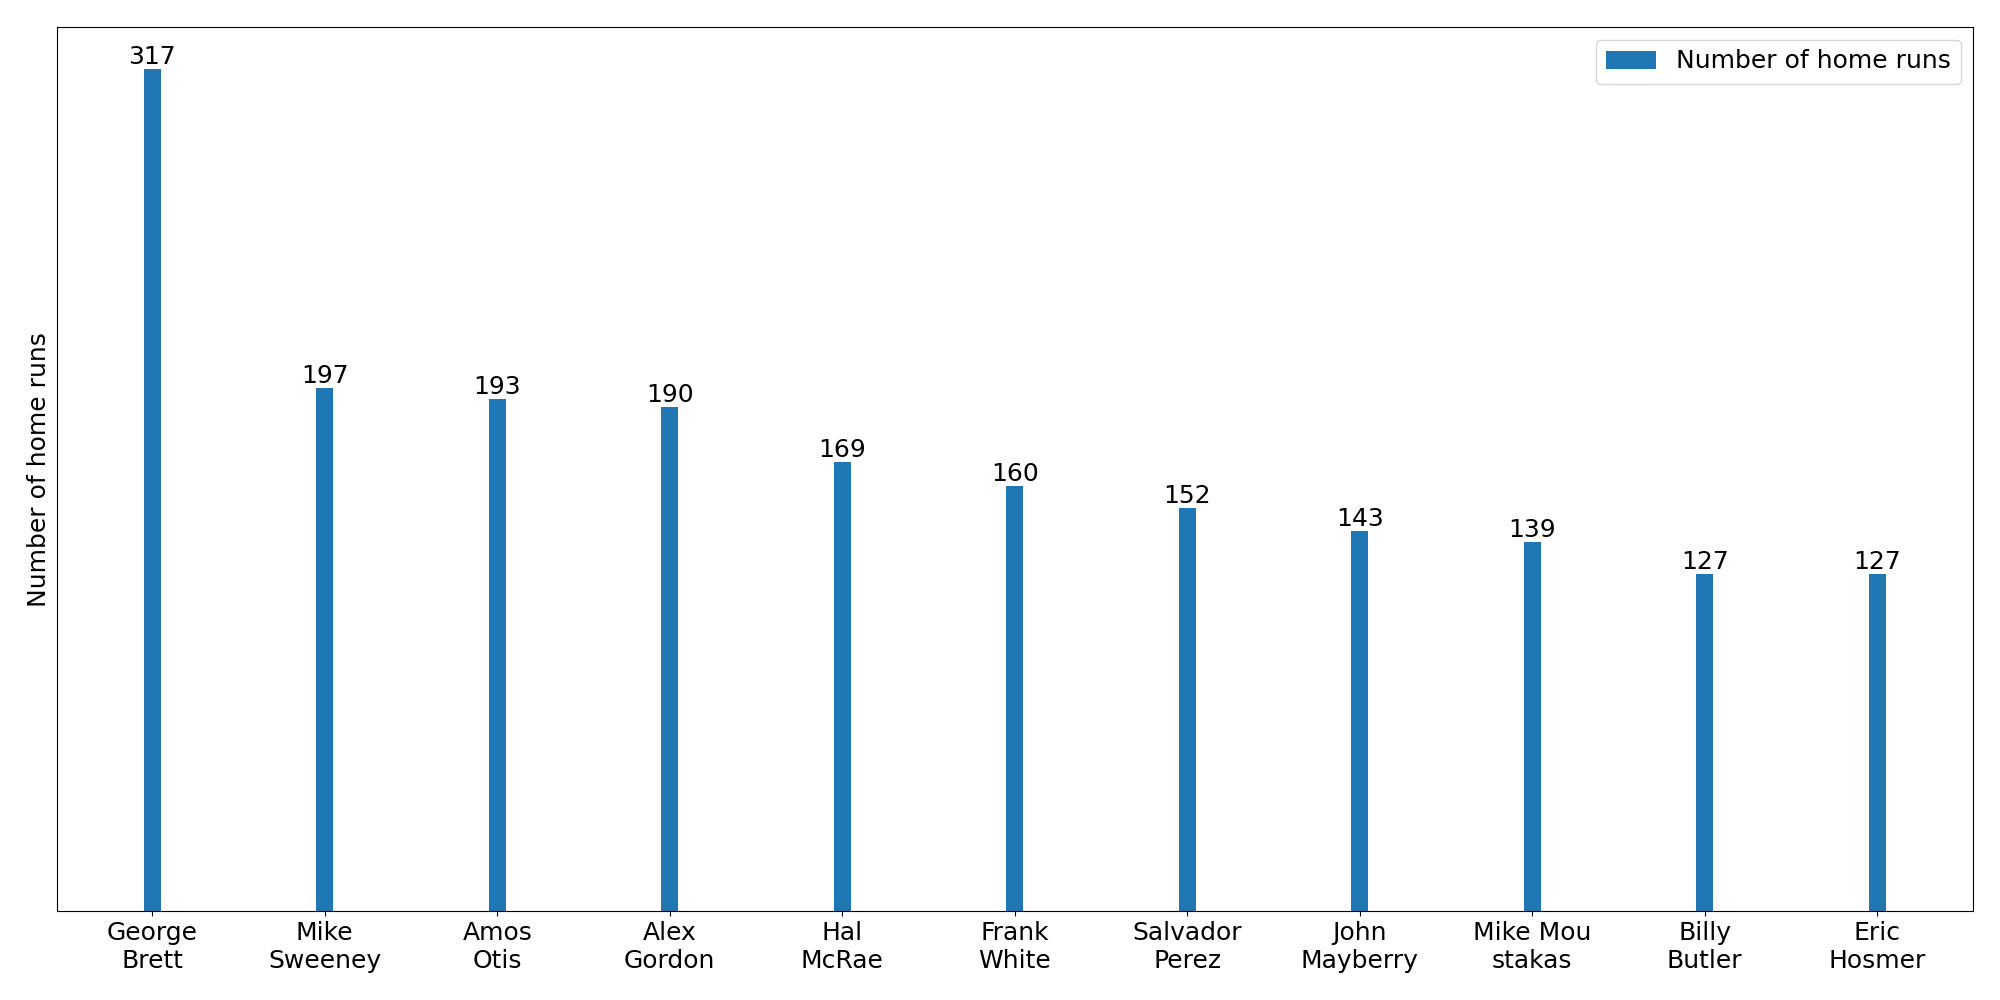 317
Number of home runs
197
193
190
169
160
152
143
139
127
127
Number of home runs
George
Brett
Mike
Sweeney
Amos
Otis
Alex
Gordon
Hal
McRae
Frank
White
Salvador
Perez
John
Mayberry
Mike Mou
stakas
Billy
Butler
Eric
Hosmer